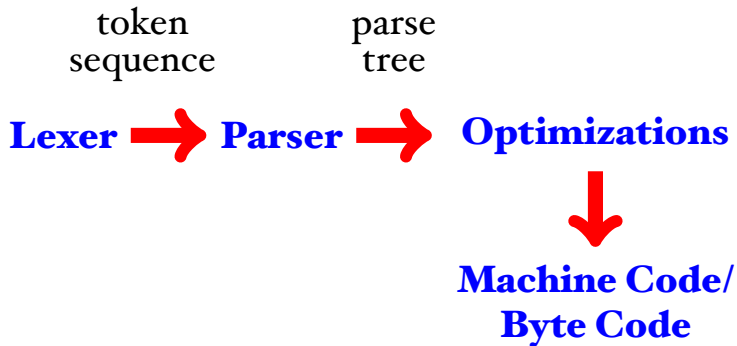 token
sequence
parse
tree
Lexer
Parser
Optimizations
Machine Code/
Byte Code